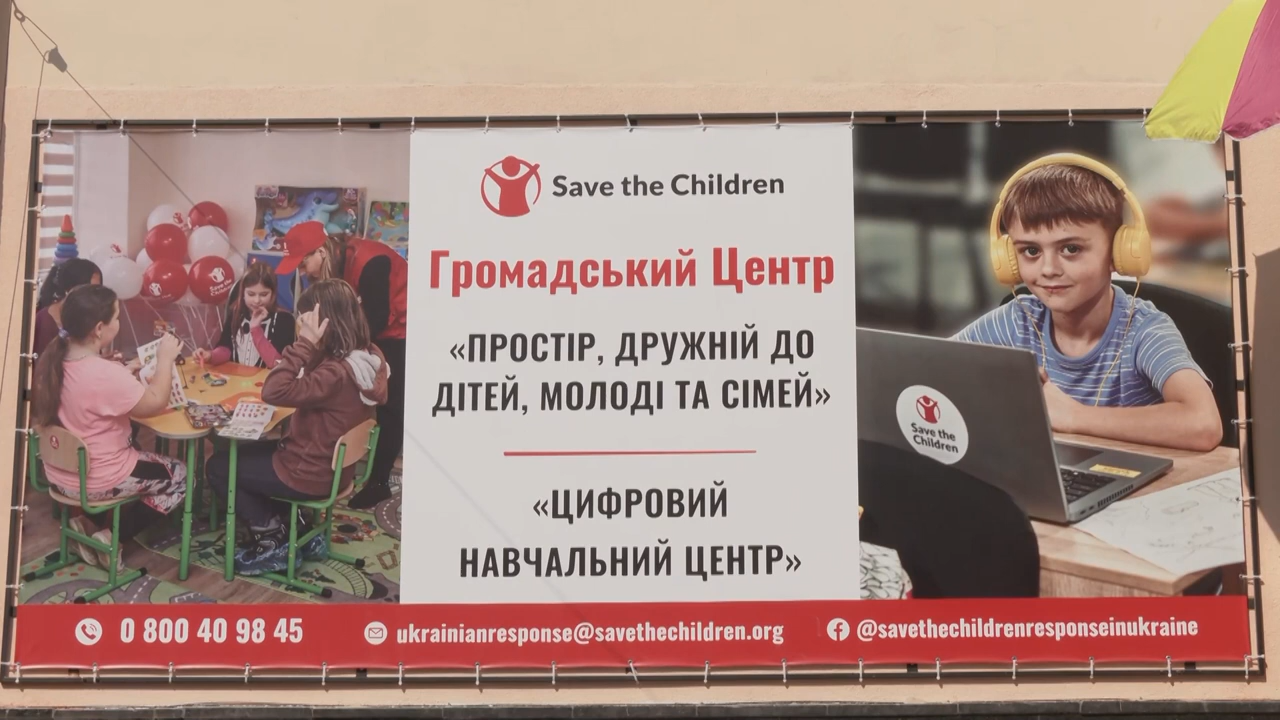 Save the Children
Громадський Центр
«ПРОСТІР, ДРУЖНІЙ ДО
ДІТЕЙ, МОЛОДІ ТА СІМЕЙ»
«ЦИФРОВИЙ
НАВЧАЛЬНИЙ ЦЕНТР»
Save the
Children
0 800 40 98 45
ukrainianresponse@savethechildren.org
@savethechildrenresponseinukraine